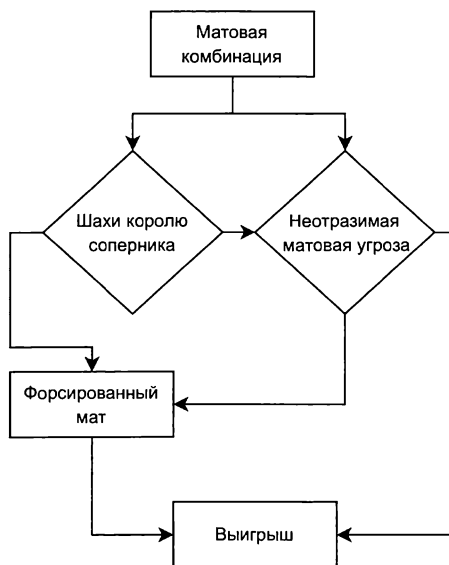 Матовая
комбинация
Шахи королю
соперника
Неотразимая
матовая угроза
Форсированный
мат
Выигрыш